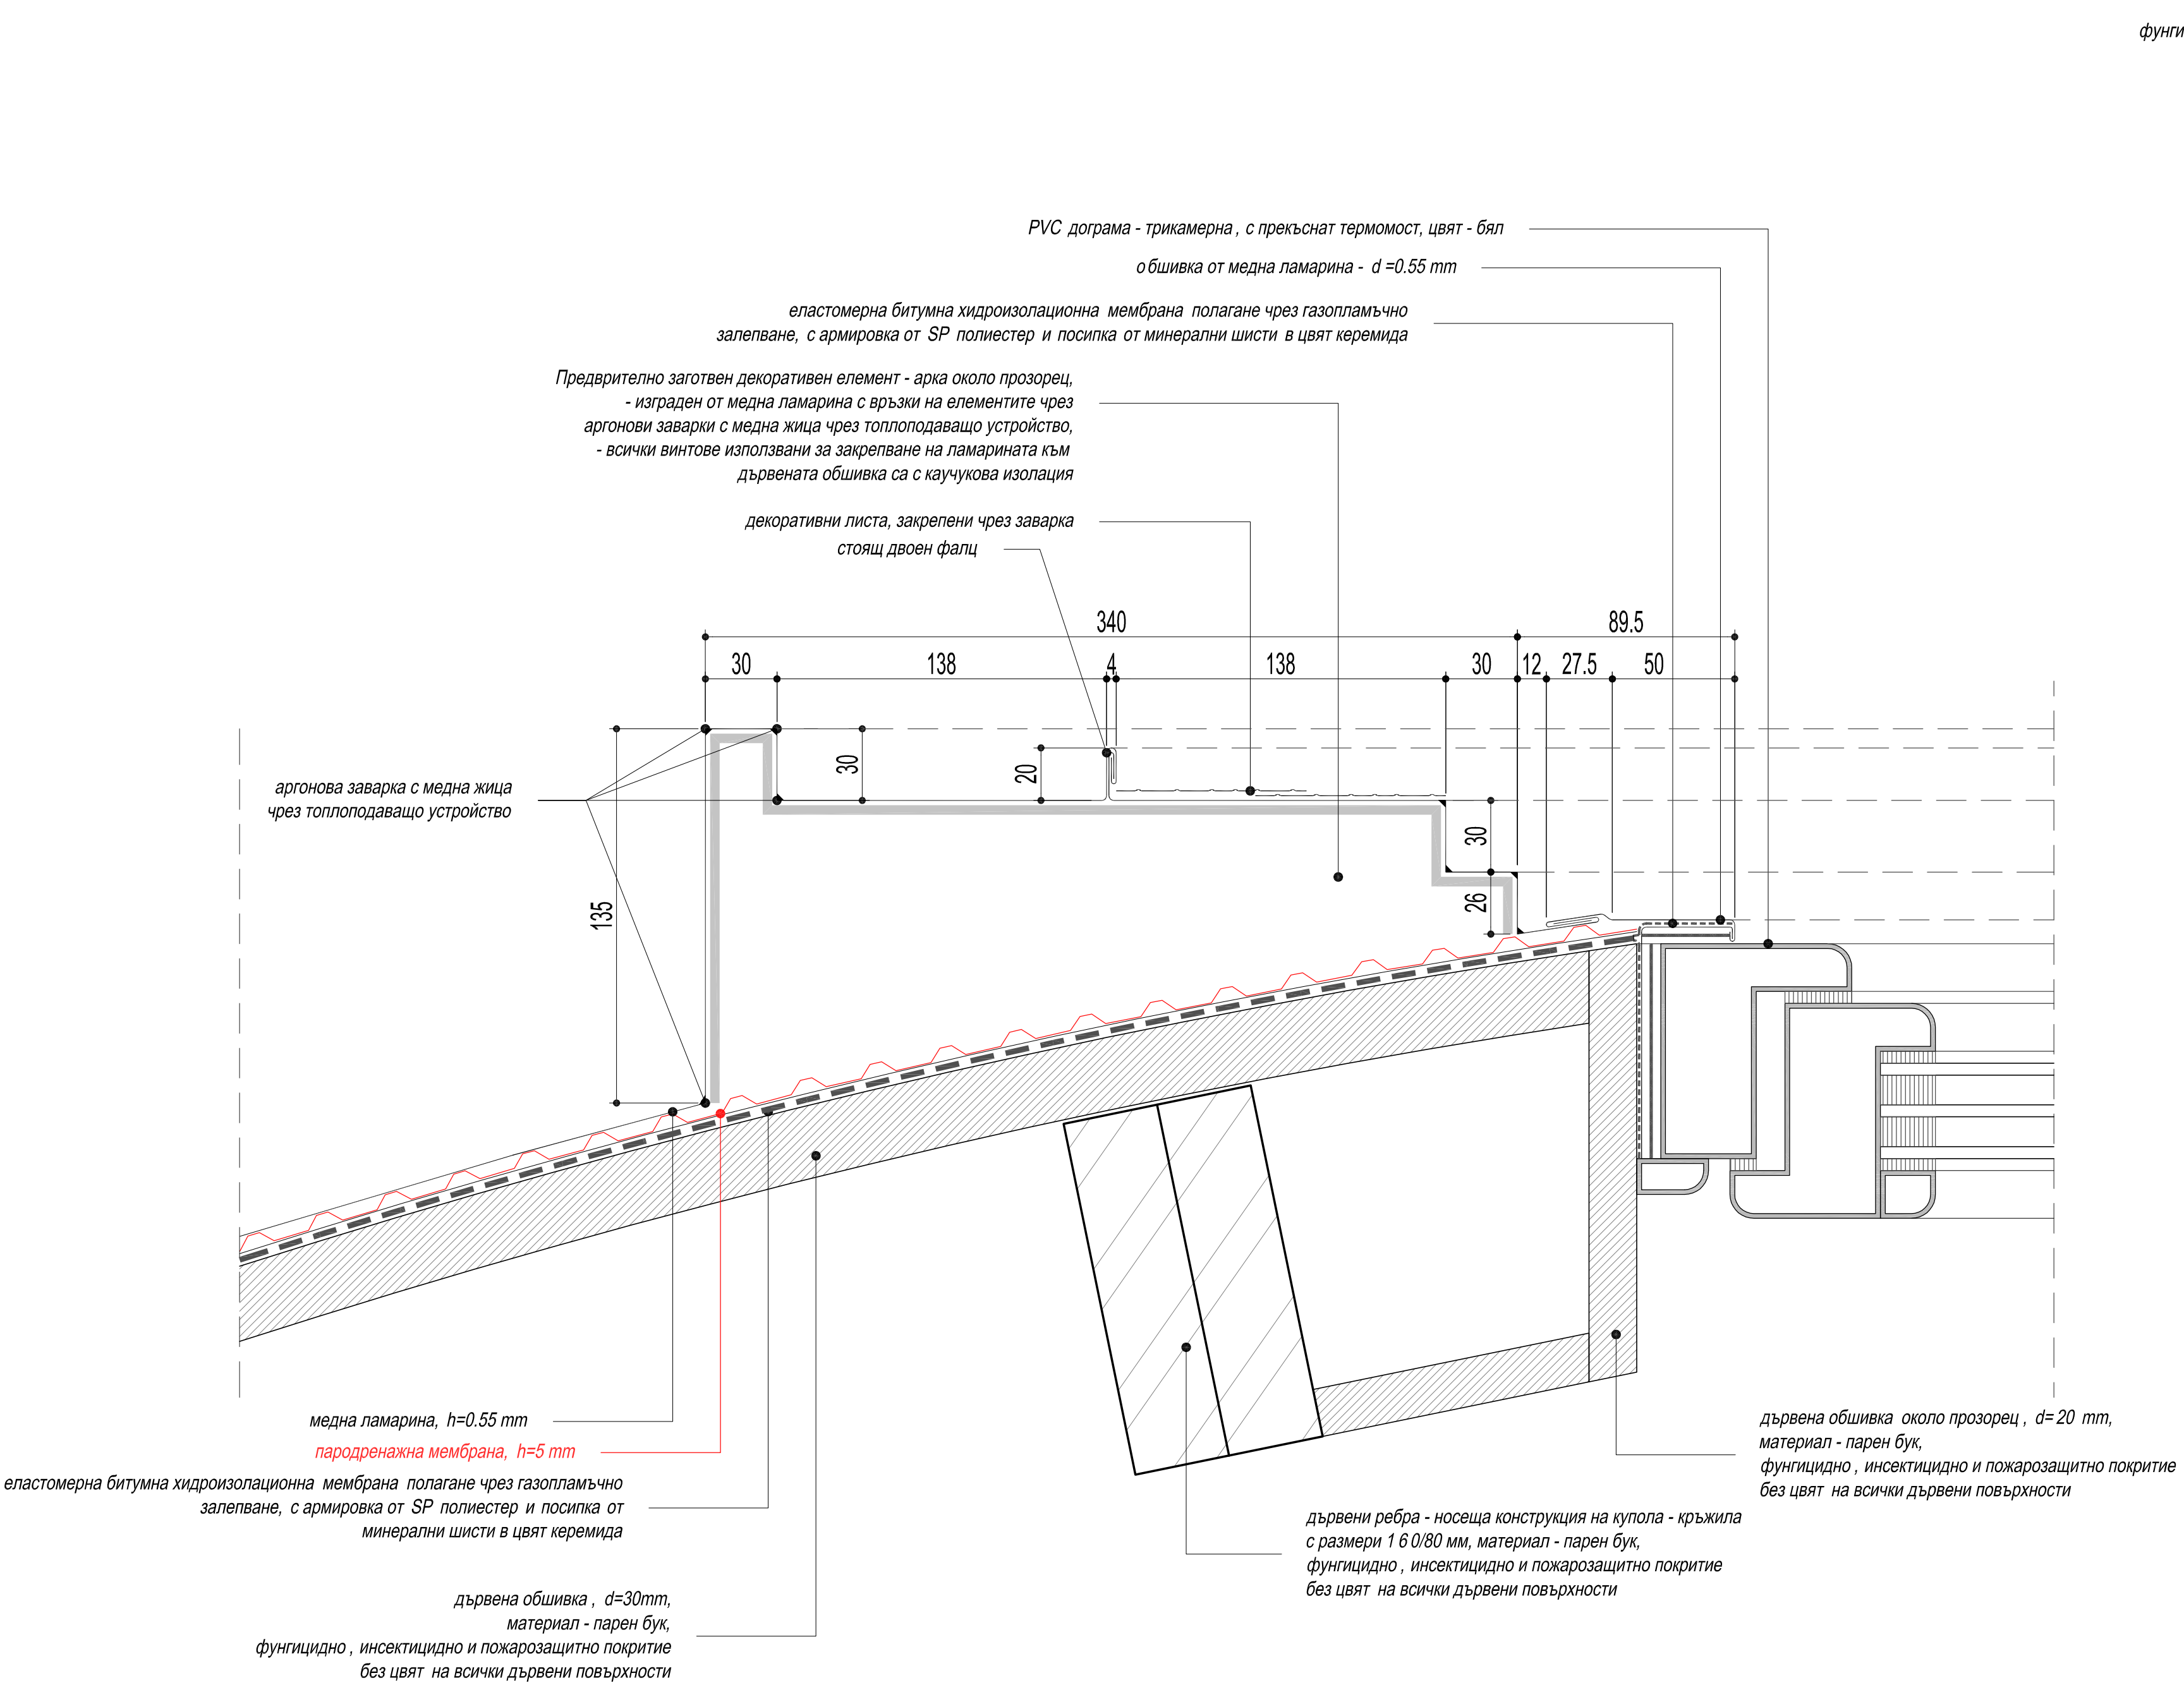 фунги
PVC дограма - трикамерна , с прекъснат термомост, цвят - бял
обшивка от медна ламарина - d =0.55 mm
еластомерна битумна хидроизолационна мембрана полагане чрез газопламъчно
залепване, с армировка от SP полиестер и посипка от минерални шисти в цвят керемида
Предврително заготвен декоративен елемент - арка около прозорец,
- изграден от медна ламарина с връзки на елементите чрез
аргонови заварки с медна жица чрез топлоподаващо устройство,
- всички винтове използвани за закрепване на ламарината към
дървената обшивка са с каучукова изолация
декоративни листа, закрепени чрез заварка
стоящ двоен фалц
340 89.5
30 138 4 138 30 12 27.5 50
30
20
30
26
135
аргонова заварка с медна жица
чрез топлоподаващо устройство
медна ламарина, h=0.55 mm
пародренажна мембрана, h=5 mm
еластомерна битумна хидроизолационна мембрана полагане чрез газопламъчно
залепване, с армировка от SP полиестер и посипка от
минерални шисти в цвят керемида
дървена обшивка , d=30mm,
материал - парен бук,
фунгицидно , инсектицидно и пожарозащитно покритие
без цвят на всички дървени повърхности
дървени ребра - носеща конструкция на купола - кръжила
с размери 1 6 0/80 мм, материал - парен бук,
фунгицидно , инсектицидно и пожарозащитно покритие
без цвят на всички дървени повърхности
дървена обшивка около прозорец , d= 20 mm,
материал - парен бук,
фунгицидно , инсектицидно и пожарозащитно покритие
без цвят на всички дървени повърхности